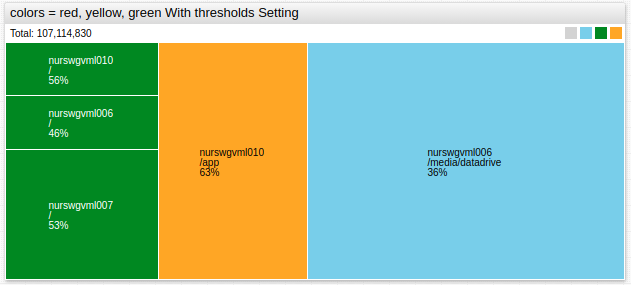 colors = red, yellow, green With thresholds Setting
Total: 107,114,830
nurswgvml010
/
56%
nurswgvml006
/
46%
nurswgvml007
/
53%
nurswgvml010
/app
63%
nurswgvml006
/media/datadrive
36%